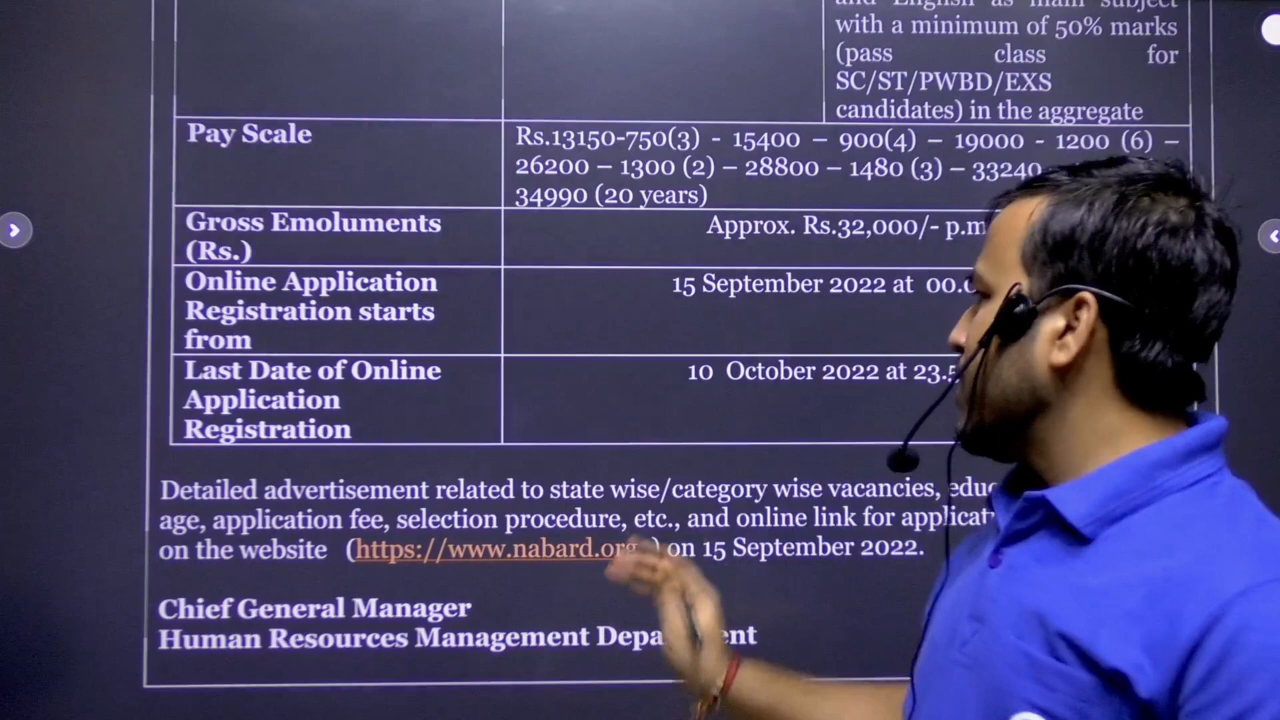 and English as main subject
with a minimum of 50% marks
(pass class for
SC/ST/PWBD/EXS
candidates) in the aggregate
Pay Scale
Rs.13150-750(3) - 15400 – 900(4) – 19000 - 1200 (6) –
26200 – 1300 (2) – 28800 – 1480 (3) – 33240
34990 (20 years)
Gross Emoluments
(Rs.)
Approx. Rs.32,000/- p.m
Online Application
Registration starts
from
15 September 2022 at
Last Date of Online
Application
Registration
10 October 2022 at
Detailed advertisement related to state wise/category wise vacancies,
age, application fee, selection procedure, etc., and online link for
on the website (https://www.nabard.org ) on 15 September 2022.
Chief General Manager
Human Resources Management